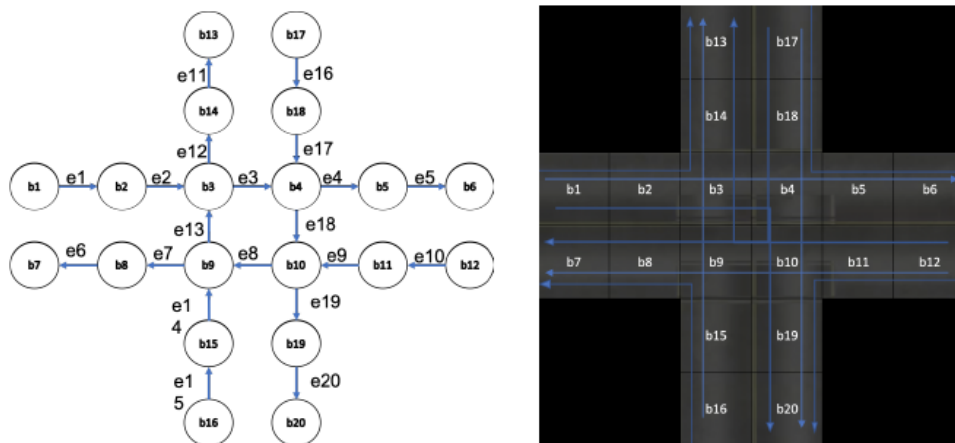 b13 b17
e11 e16
b14 b18
e12 e17
b1 e1 b2 e2 b3 e3 b4 e4 b5 e5 b6
e13 e18
b7 e6 b8 e7 b9 e8 b10 e9 b11 e10 b12
e1
4
e19
b15 b19
e1
5
e20
b16 b20
b13 b17
b14 b18
b1 b2 b3 b4 b5 b6
b7 b8 b9 b10 b11 b12
b15 b19
b16 b20